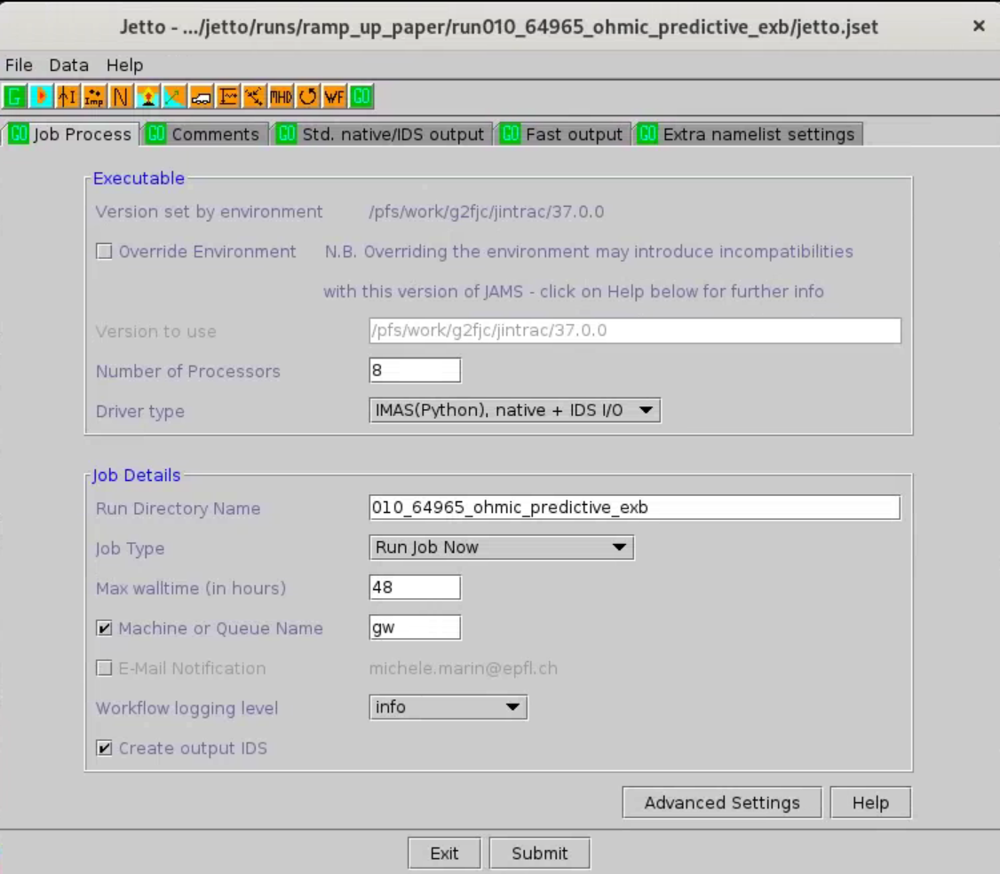 Jetto - .../jetto/runs/ramp_up_paper/run010_64965_ohmic_predictive_exb/jetto.jset ×
File Data Help
G I Imp N MHD WF GO
GO Job Process GO Comments GO Std. native/IDS output GO Fast output GO Extra namelist settings
Executable
Version set by environment /pfs/work/g2fjc/jintrac/37.0.0
Override Environment N.B. Overriding the environment may introduce incompatibilities
with this version of JAMS - click on Help below for further info
Version to use /pfs/work/g2fjc/jintrac/37.0.0
Number of Processors 8
Driver type IMAS(Python), native + IDS I/O
Job Details
Run Directory Name 010_64965_ohmic_predictive_exb
Job Type Run Job Now
Max walltime (in hours) 48
Machine or Queue Name gw
E-Mail Notification michele.marin@epfl.ch
Workflow logging level info
Create output IDS
Advanced Settings Help
Exit Submit